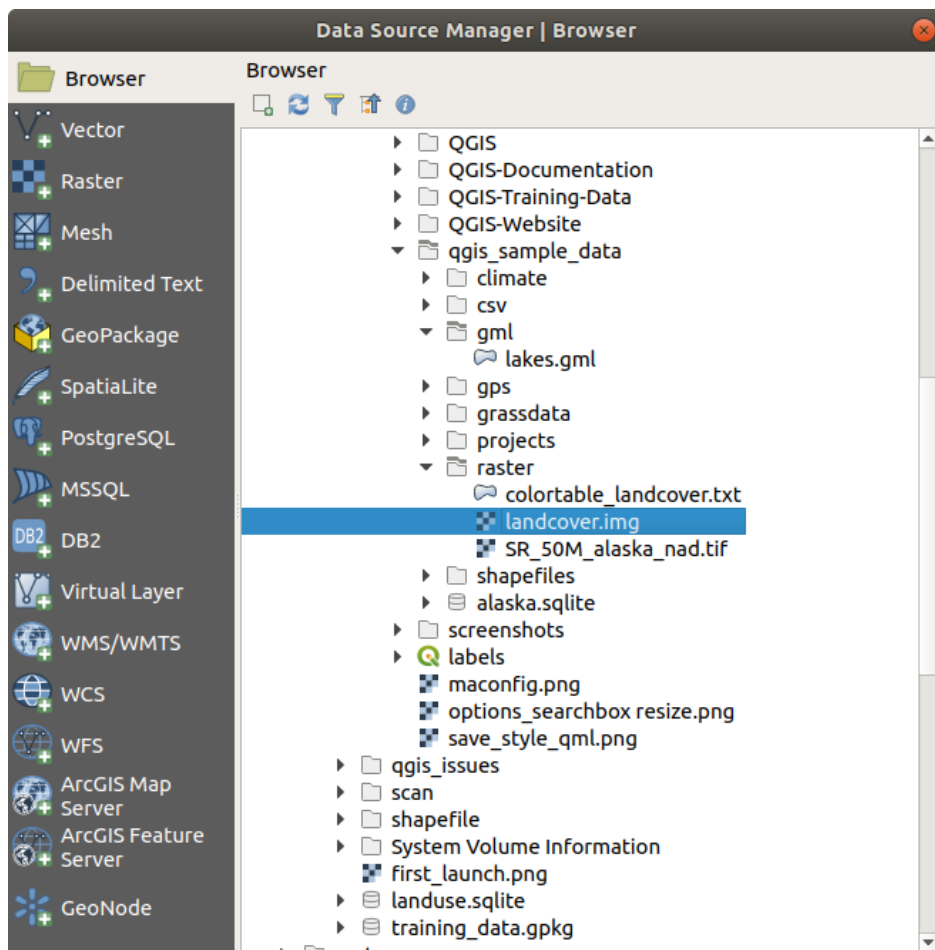 Data Source Manager | Browser
Browser
Vector
Raster
Mesh
Delimited Text
GeoPackage
SpatiaLite
PostgreSQL
MSSQL
DB2
DB2
Virtual Layer
WMS/WMTS
WCS
WFS
ArcGIS Map
Server
ArcGIS Feature
Server
GeoNode
Browser
QGIS
QGIS-Documentation
QGIS-Training-Data
QGIS-Website
qgis_sample_data
climate
csv
gml
lakes.gml
gps
grassdata
projects
raster
colortable_landcover.txt
landcover.img
SR_50M_alaska_nad.tif
shapefiles
alaska.sqlite
screenshots
labels
maconfig.png
options_searchbox resize.png
save_style_qml.png
qgis_issues
scan
shapefile
System Volume Information
first_launch.png
landuse.sqlite
training_data.gpkg